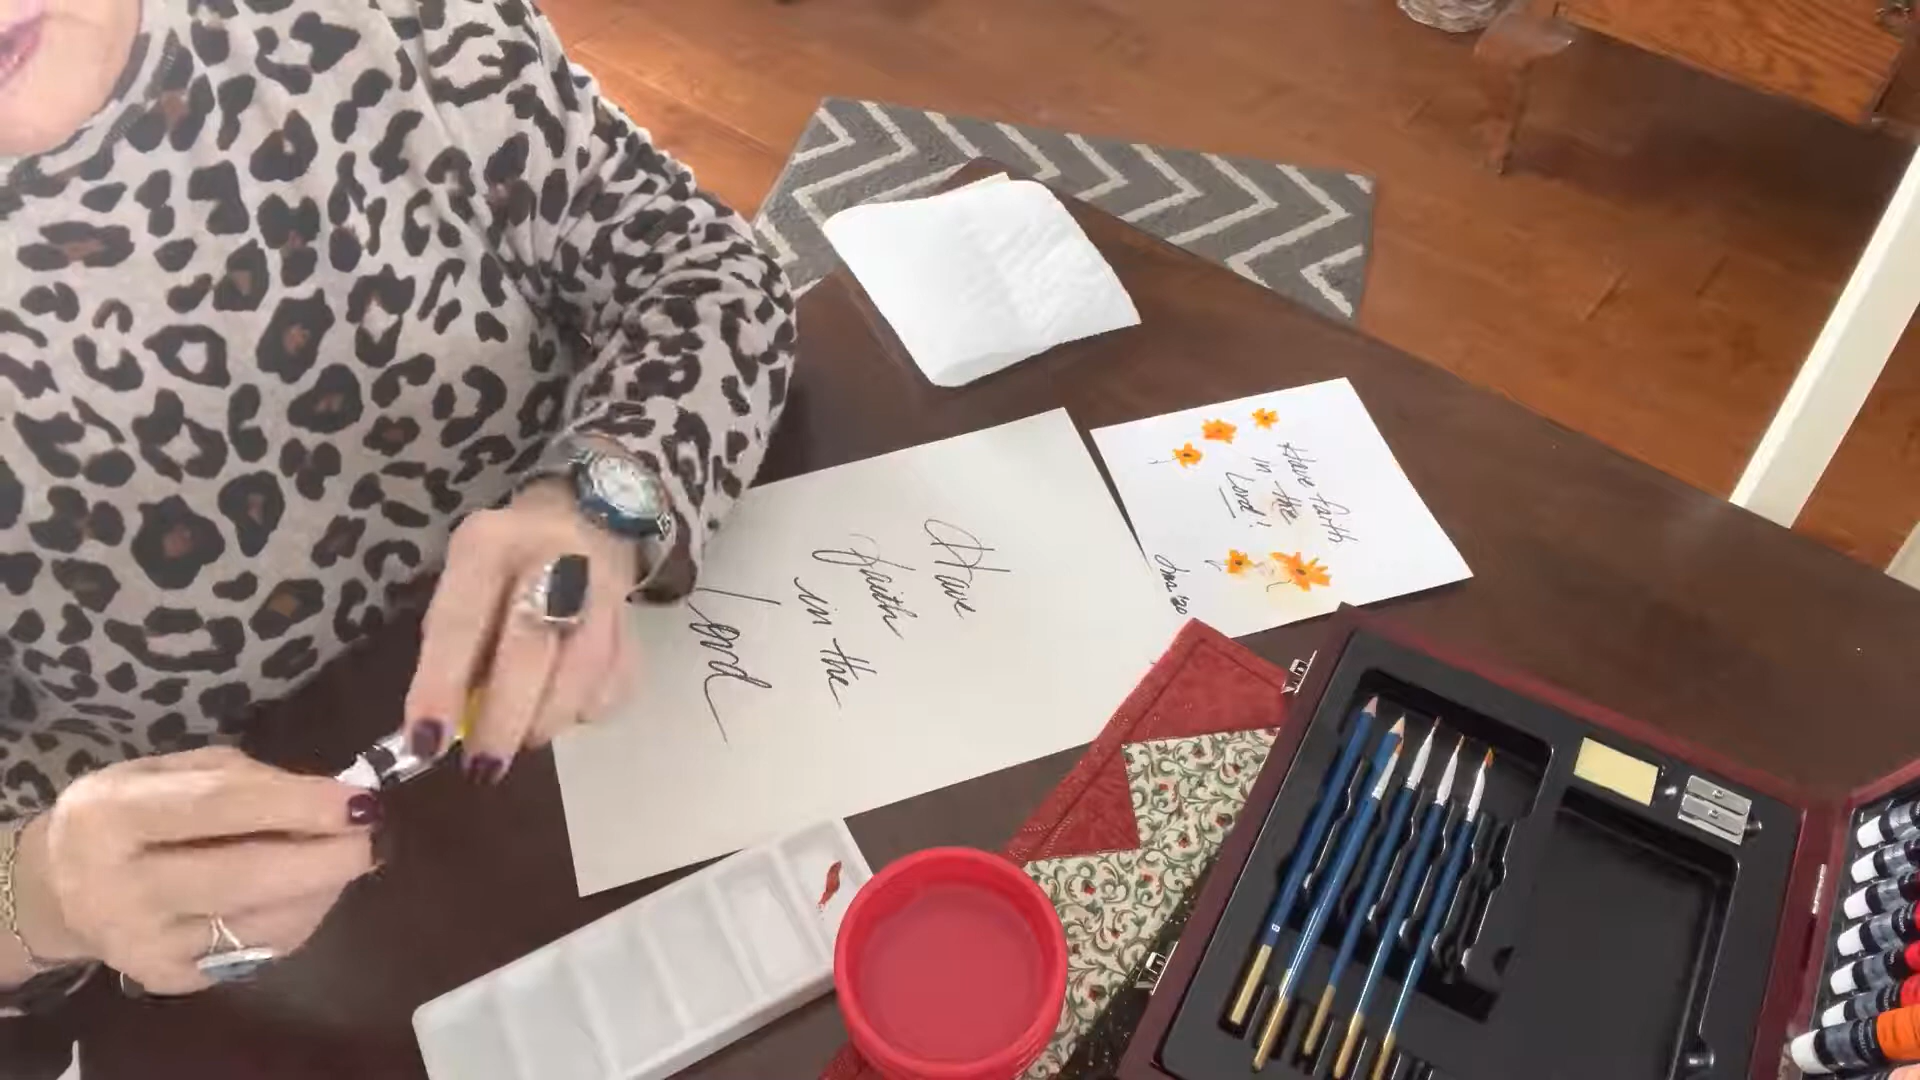 Have
faith
in the
Lord
Have faith
in the
Lord!